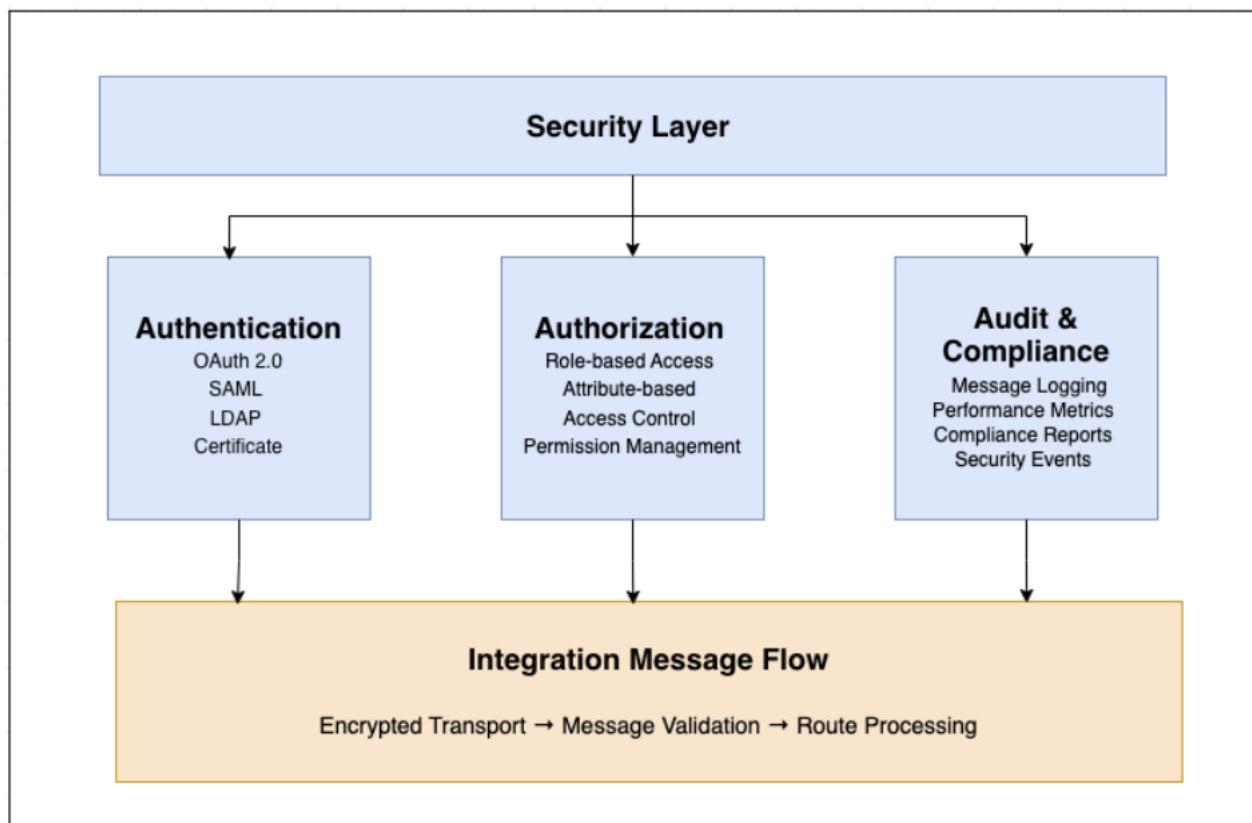 Security Layer
Authentication
OAuth 2.0
SAML
LDAP
Certificate
Authorization
Role-based Access
Attribute-based
Access Control
Permission Management
Audit &
Compliance
Message Logging
Performance Metrics
Compliance Reports
Security Events
Integration Message Flow
Encrypted Transport → Message Validation → Route Processing